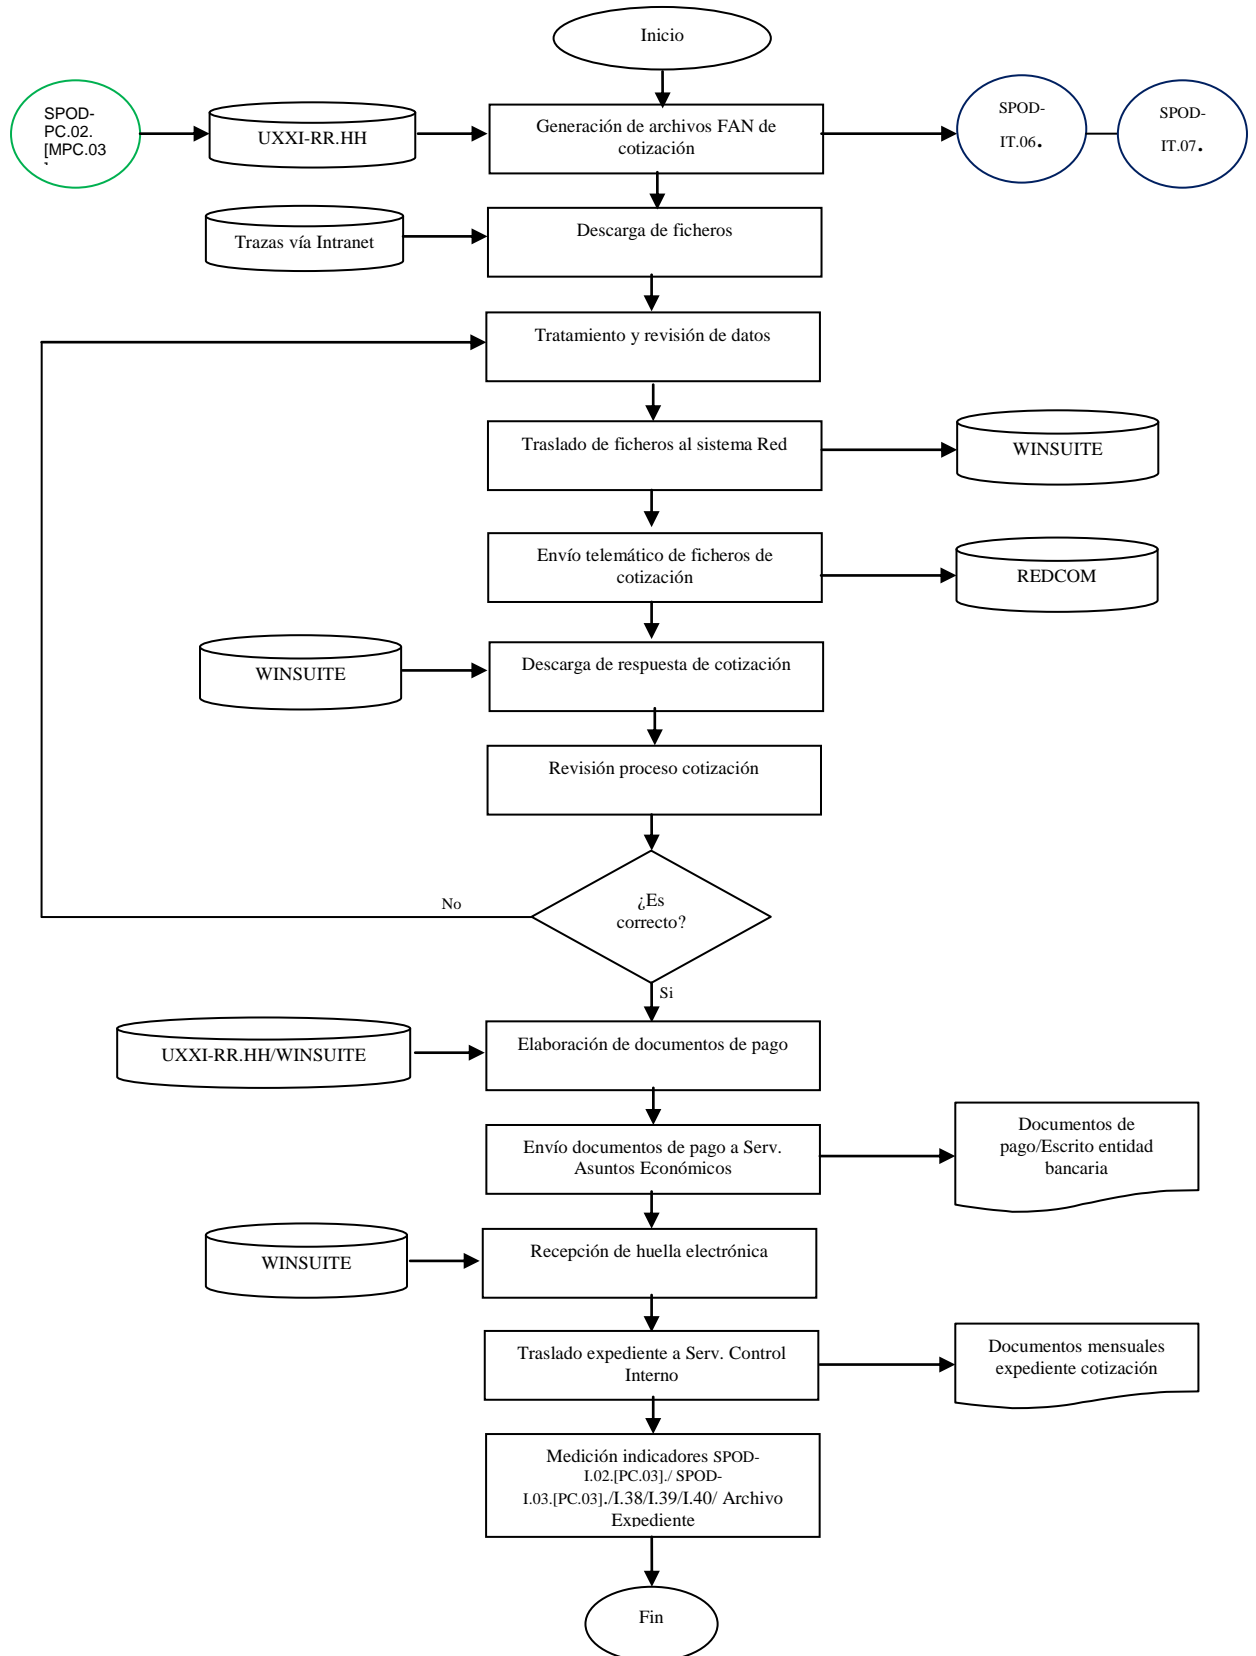 Inicio
SPOD-
PC.02.
[MPC.03
UXXI-RR.HH
Generación de archivos FAN de
cotización
SPOD-
IT.06.
SPOD-
IT.07.
Trazas vía Intranet
Descarga de ficheros
Tratamiento y revisión de datos
Traslado de ficheros al sistema Red
WINSUITE
Envío telemático de ficheros de
cotización
REDCOM
WINSUITE
Descarga de respuesta de cotización
Revisión proceso cotización
¿Es
correcto?
No
Si
UXXI-RR.HH/WINSUITE
Elaboración de documentos de pago
Envío documentos de pago a Serv.
Asuntos Económicos
Documentos de
pago/Escrito entidad
bancaria
WINSUITE
Recepción de huella electrónica
Traslado expediente a Serv. Control
Interno
Documentos mensuales
expediente cotización
Medición indicadores SPOD-
I.02.[PC.03]./ SPOD-
I.03.[PC.03]./I.38/I.39/I.40/ Archivo
Expediente
Fin